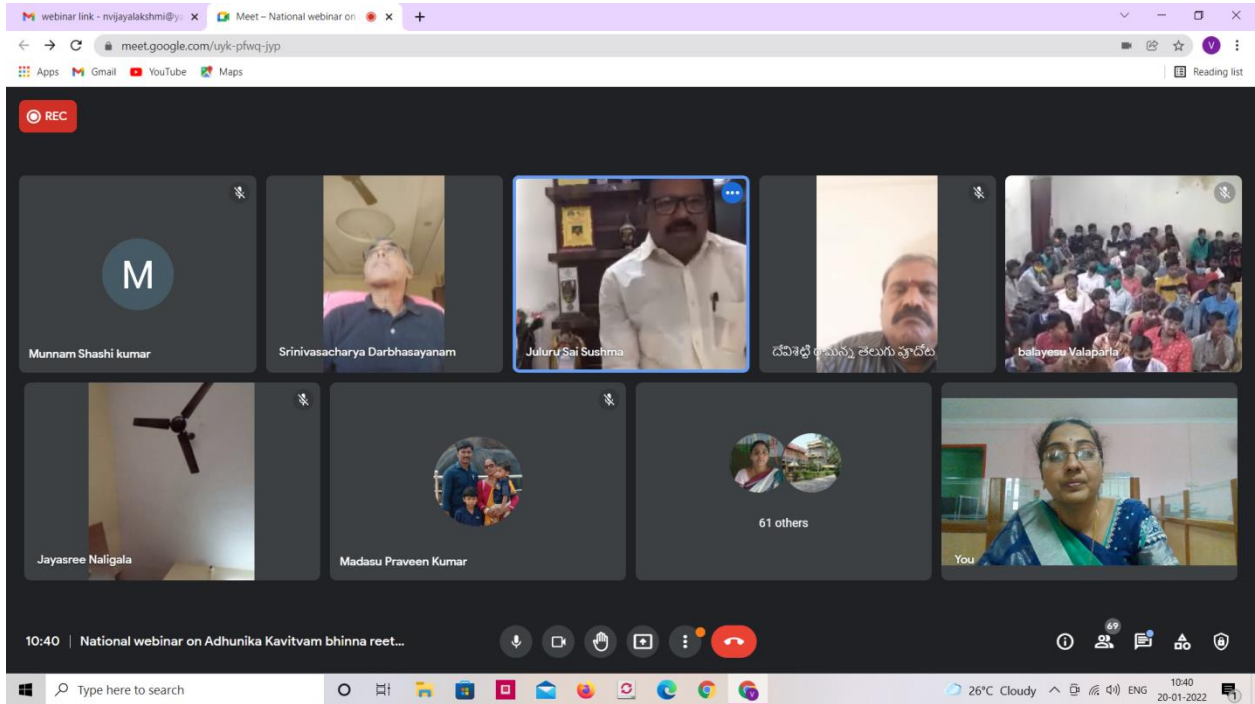 webinar link - nvijayalakshmi@y
Meet – National webinar on
meet.google.com/uyk-pfwq-jyp
V
Apps Gmail YouTube Maps
Reading list
REC
M
Munnam Shashi kumar
Srinivasacharya Darbhasayanam
Juluru Sai Sushma
దేవిశెట్టి రామన్న తెలుగు పూదోట
balayesu Valaparla
Jayasree Naligala
Madasu Praveen Kumar
61 others
You
10:40 | National webinar on Adhunika Kavitvam bhinna reet...
69
Type here to search
26°C Cloudy
ENG
10:40
20-01-2022
1